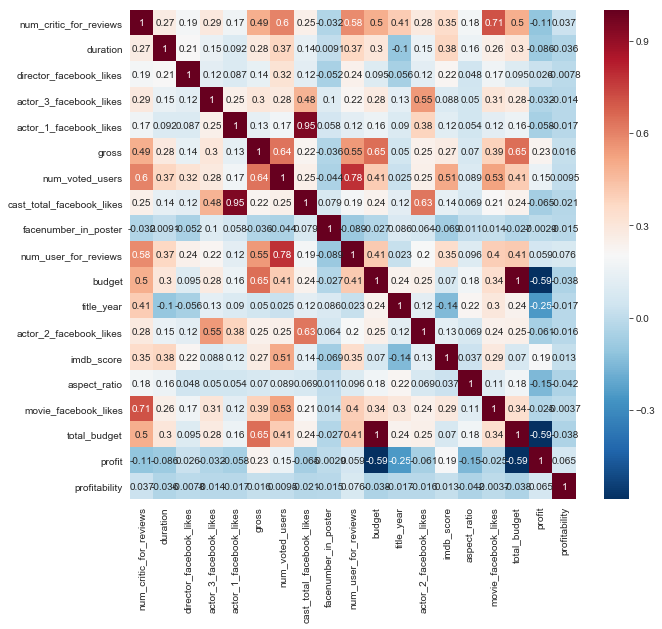 num_critic_for_reviews 1 0.27 0.19 0.29 0.17 0.49 0.6 0.25 -0.032 0.58 0.5 0.41 0.28 0.35 0.18 0.71 0.5 -0.11 0.037
duration 0.27 1 0.21 0.15 0.092 0.28 0.37 0.14 0.0091 0.37 0.3 -0.1 0.15 0.38 0.16 0.26 0.3 -0.086 -0.036
director_facebook_likes 0.19 0.21 1 0.12 0.087 0.14 0.32 0.12 -0.052 0.24 0.095 -0.056 0.12 0.22 0.048 0.17 0.095 0.026 -0.0078
actor_3_facebook_likes 0.29 0.15 0.12 1 0.25 0.3 0.28 0.48 0.1 0.22 0.28 0.13 0.55 0.088 0.05 0.31 0.28 -0.032 -0.014
actor_1_facebook_likes 0.17 0.092 0.087 0.25 1 0.13 0.17 0.95 0.058 0.12 0.16 0.09 0.38 0.12 0.054 0.12 0.16 -0.058 -0.017
gross 0.49 0.28 0.14 0.3 0.13 1 0.64 0.22 -0.036 0.55 0.65 0.05 0.25 0.27 0.07 0.39 0.65 0.23 0.016
num_voted_users 0.6 0.37 0.32 0.28 0.17 0.64 1 0.25 -0.044 0.78 0.41 0.025 0.25 0.51 0.089 0.53 0.41 0.15 0.0095
cast_total_facebook_likes 0.25 0.14 0.12 0.48 0.95 0.22 0.25 1 0.079 0.19 0.24 0.12 0.63 0.14 0.069 0.21 0.24 -0.065 -0.021
facenumber_in_poster -0.032 0.0091 -0.052 0.1 0.058 -0.036 -0.044 0.079 1 -0.089 -0.027 0.086 0.064 -0.069 0.011 0.014 -0.027 -0.0029 -0.015
num_user_for_reviews 0.58 0.37 0.24 0.22 0.12 0.55 0.78 0.19 -0.089 1 0.41 0.023 0.2 0.35 0.096 0.4 0.41 0.059 0.076
budget 0.5 0.3 0.095 0.28 0.16 0.65 0.41 0.24 -0.027 0.41 1 0.24 0.25 0.07 0.18 0.34 1 -0.59 -0.038
title_year 0.41 -0.1 -0.056 0.13 0.09 0.05 0.025 0.12 0.086 0.023 0.24 1 0.12 -0.14 0.22 0.3 0.24 -0.25 -0.017
actor_2_facebook_likes 0.28 0.15 0.12 0.55 0.38 0.25 0.25 0.63 0.064 0.2 0.25 0.12 1 0.13 0.069 0.24 0.25 -0.061 -0.016
imdb_score 0.35 0.38 0.22 0.088 0.12 0.27 0.51 0.14 -0.069 0.35 0.07 -0.14 0.13 1 0.037 0.29 0.07 0.19 0.013
aspect_ratio 0.18 0.16 0.048 0.05 0.054 0.07 0.089 0.069 0.011 0.096 0.18 0.22 0.069 0.037 1 0.11 0.18 -0.15 -0.042
movie_facebook_likes 0.71 0.26 0.17 0.31 0.12 0.39 0.53 0.21 0.014 0.4 0.34 0.3 0.24 0.29 0.11 1 0.34 -0.025 -0.0037
total_budget 0.5 0.3 0.095 0.28 0.16 0.65 0.41 0.24 -0.027 0.41 1 0.24 0.25 0.07 0.18 0.34 1 -0.59 -0.038
profit -0.11 -0.086 0.026 -0.032 -0.058 0.23 0.15 -0.065 -0.0029 0.059 -0.59 -0.25 -0.061 0.19 -0.15 -0.025 -0.59 1 0.065
profitability 0.037 -0.036 -0.0078 -0.014 -0.017 0.016 0.0095 -0.021 -0.015 0.076 -0.038 -0.017 -0.016 0.013 -0.042 -0.0037 -0.038 0.065 1
num_critic_for_reviews
duration
director_facebook_likes
actor_3_facebook_likes
actor_1_facebook_likes
gross
num_voted_users
cast_total_facebook_likes
facenumber_in_poster
num_user_for_reviews
budget
title_year
actor_2_facebook_likes
imdb_score
aspect_ratio
movie_facebook_likes
total_budget
profit
profitability
0.9
0.6
0.3
0.0
−0.3